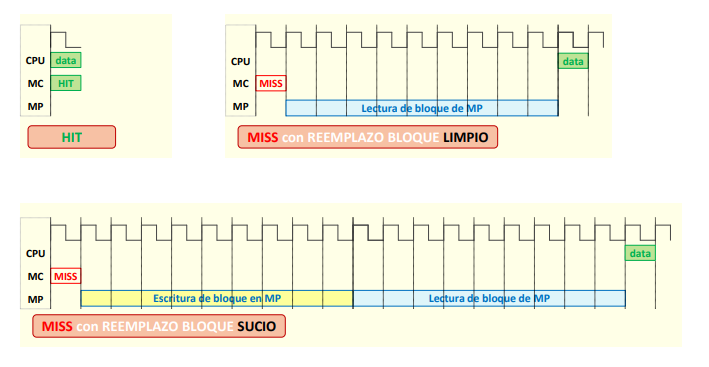 CPU data
MC HIT
MP
HIT
CPU data
MC MISS
MP Lectura de bloque de MP
MISS con REEMPLAZO BLOQUE LIMPIO
CPU data
MC MISS
MP Escritura de bloque en MP Lectura de bloque de MP
MISS con REEMPLAZO BLOQUE SUCIO